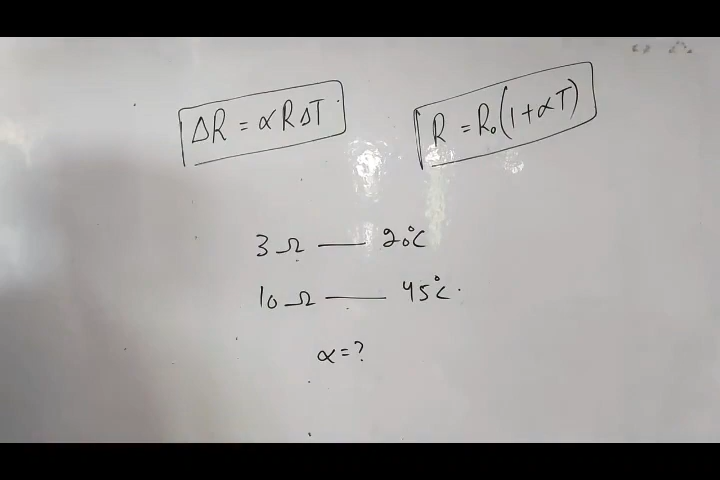 ΔR = αRΔT
R = R₀(1+αT)
3Ω — 20°C
10Ω — 45°C.
α=?